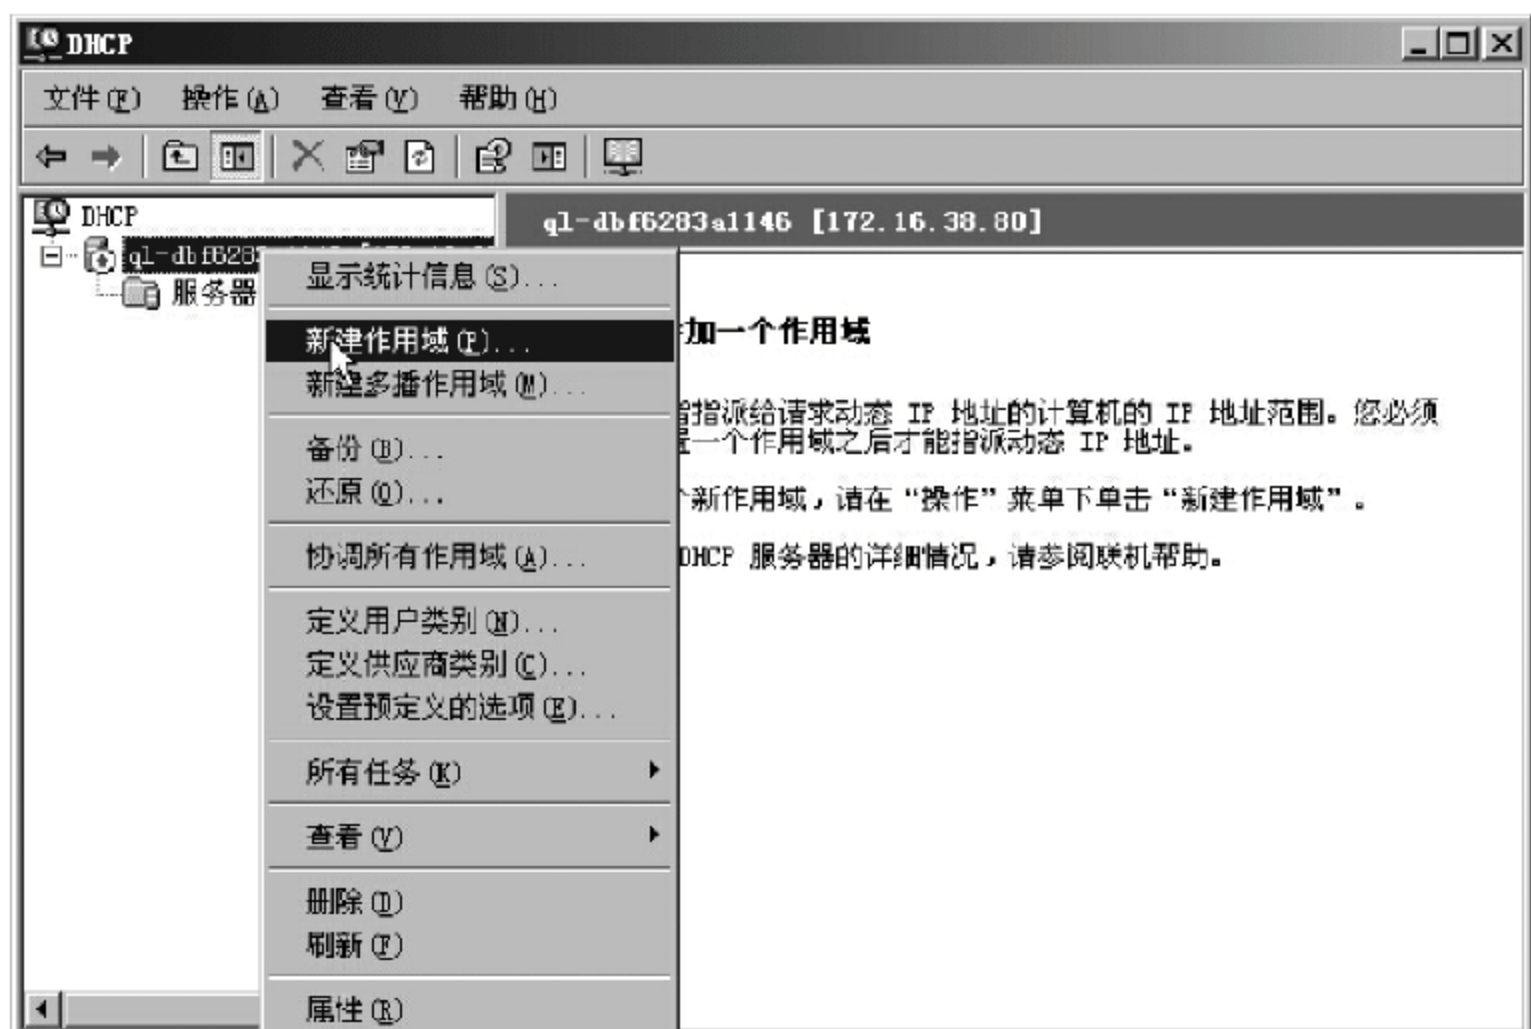 DHCP
文件(F) 操作(A) 查看(V) 帮助(H)
DHCP
ql-dbf6283a1146 [172.16.38.80]
ql-dbf628
服务器
显示统计信息(S)...
新建作用域(P)...
新建多播作用域(M)...
备份(B)...
还原(O)...
协调所有作用域(A)...
定义用户类别(N)...
定义供应商类别(C)...
设置预定义的选项(E)...
所有任务(K)
查看(V)
删除(D)
刷新(F)
属性(R)
加一个作用域
指派给请求动态 IP 地址的计算机的 IP 地址范围。您必须
一个作用域之后才能指派动态 IP 地址。
新作用域，请在“操作”菜单下单击“新建作用域”。
DHCP 服务器的详细情况，请参阅联机帮助。